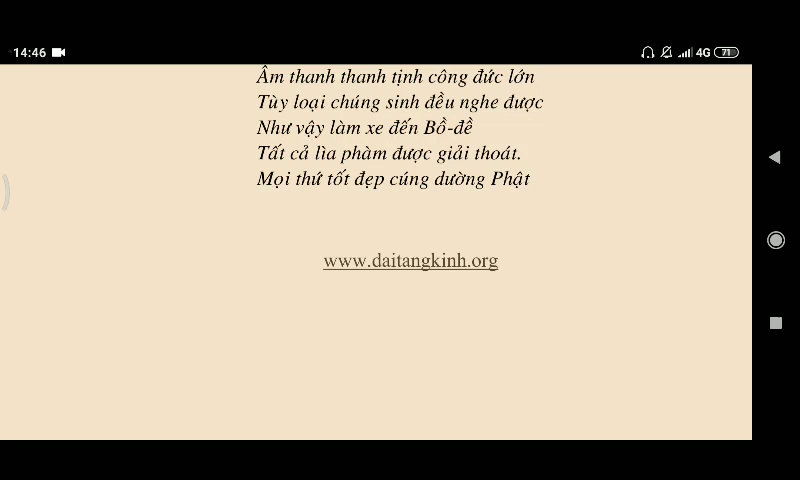 14:46
4G 71
Âm thanh thanh tịnh công đức lớn
Tùy loại chúng sinh đều nghe được
Như vậy làm xe đến Bồ-đề
Tất cả lìa phàm được giải thoát.
Mọi thứ tốt đẹp cúng dường Phật
www.daitangkinh.org